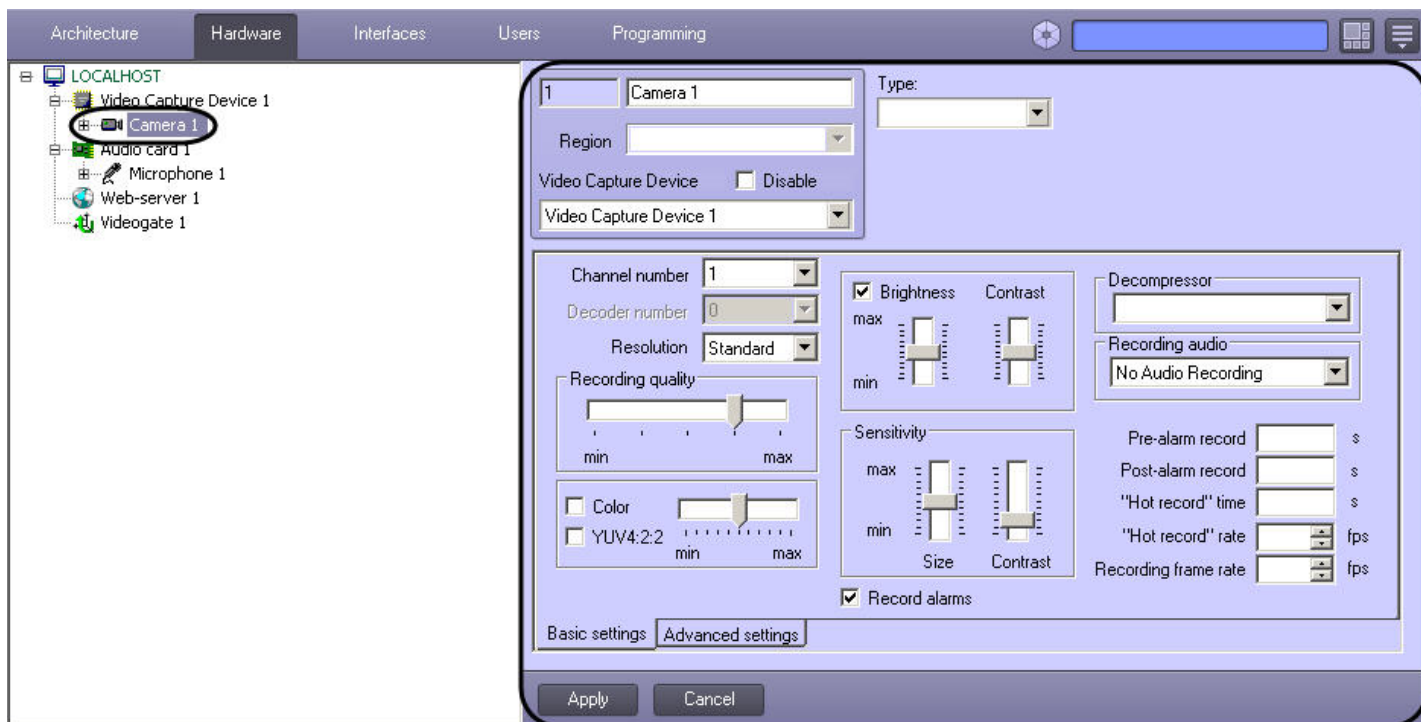 Architecture Hardware Interfaces Users Programming
LOCALHOST
Video Capture Device 1
Camera 1
Audio card 1
Microphone 1
Web-server 1
Videogate 1
1 Camera 1
Type:
Region
Video Capture Device Disable
Video Capture Device 1
Channel number 1
Decoder number 0
Resolution Standard
Recording quality
min max
Color
YUV4:2:2
min max
Brightness Contrast
max
min
Sensitivity
max
min
Size Contrast
Record alarms
Decompressor
Recording audio
No Audio Recording
Pre-alarm record s
Post-alarm record s
"Hot record" time s
"Hot record" rate fps
Recording frame rate fps
Basic settings Advanced settings
Apply Cancel